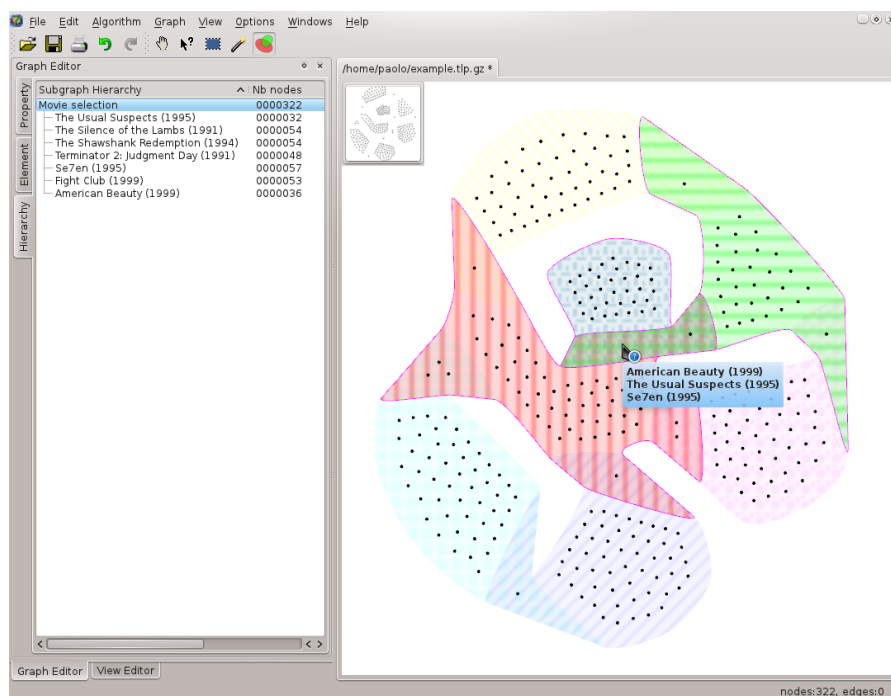 File Edit Algorithm Graph View Options Windows Help
Graph Editor
/home/paolo/example.tlp.gz *
Property
Element
Hierarchy
Subgraph Hierarchy Nb nodes
Movie selection 0000322
The Usual Suspects (1995) 0000032
The Silence of the Lambs (1991) 0000054
The Shawshank Redemption (1994) 0000054
Terminator 2: Judgment Day (1991) 0000048
Se7en (1995) 0000057
Fight Club (1999) 0000053
American Beauty (1999) 0000036
American Beauty (1999)
The Usual Suspects (1995)
Se7en (1995)
Graph Editor View Editor
nodes:322, edges:0